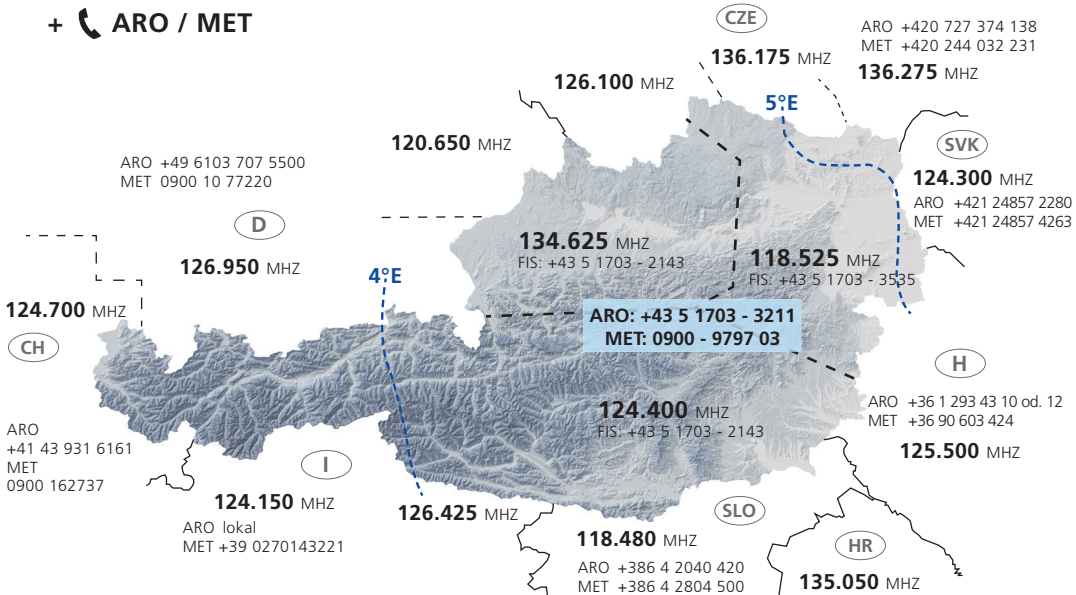 + ARO / MET
CZE
136.175 MHZ
ARO +420 727 374 138
MET +420 244 032 231
136.275 MHZ
126.100 MHZ
5°E
120.650 MHZ
SVK
124.300 MHZ
ARO +421 24857 2280
MET +421 24857 4263
ARO +49 6103 707 5500
MET 0900 10 77220
D
126.950 MHZ
134.625 MHZ
FIS: +43 5 1703 - 2143
118.525 MHZ
FIS: +43 5 1703 - 3535
4°E
124.700 MHZ
CH
ARO: +43 5 1703 - 3211
MET: 0900 - 9797 03
H
ARO +36 1 293 43 10 od. 12
MET +36 90 603 424
125.500 MHZ
124.400 MHZ
FIS: +43 5 1703 - 2143
ARO
+41 43 931 6161
MET
0900 162737
I
124.150 MHZ
ARO lokal
MET +39 0270143221
126.425 MHZ
SLO
118.480 MHZ
ARO +386 4 2040 420
MET +386 4 2804 500
HR
135.050 MHZ